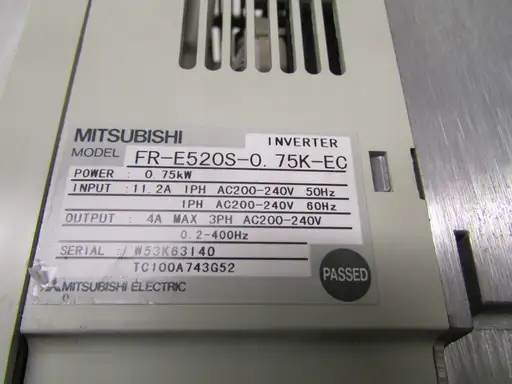 MITSUBISHI INVERTER
MODEL FR-E520S-0.75K-EC
POWER : 0.75kW
INPUT : 11.2A 1PH AC200-240V 50Hz
1PH AC200-240V 60Hz
OUTPUT : 4A MAX 3PH AC200-240V
0.2-400Hz
SERIAL : W53K63140
TC100A743G52
PASSED
MITSUBISHI ELECTRIC